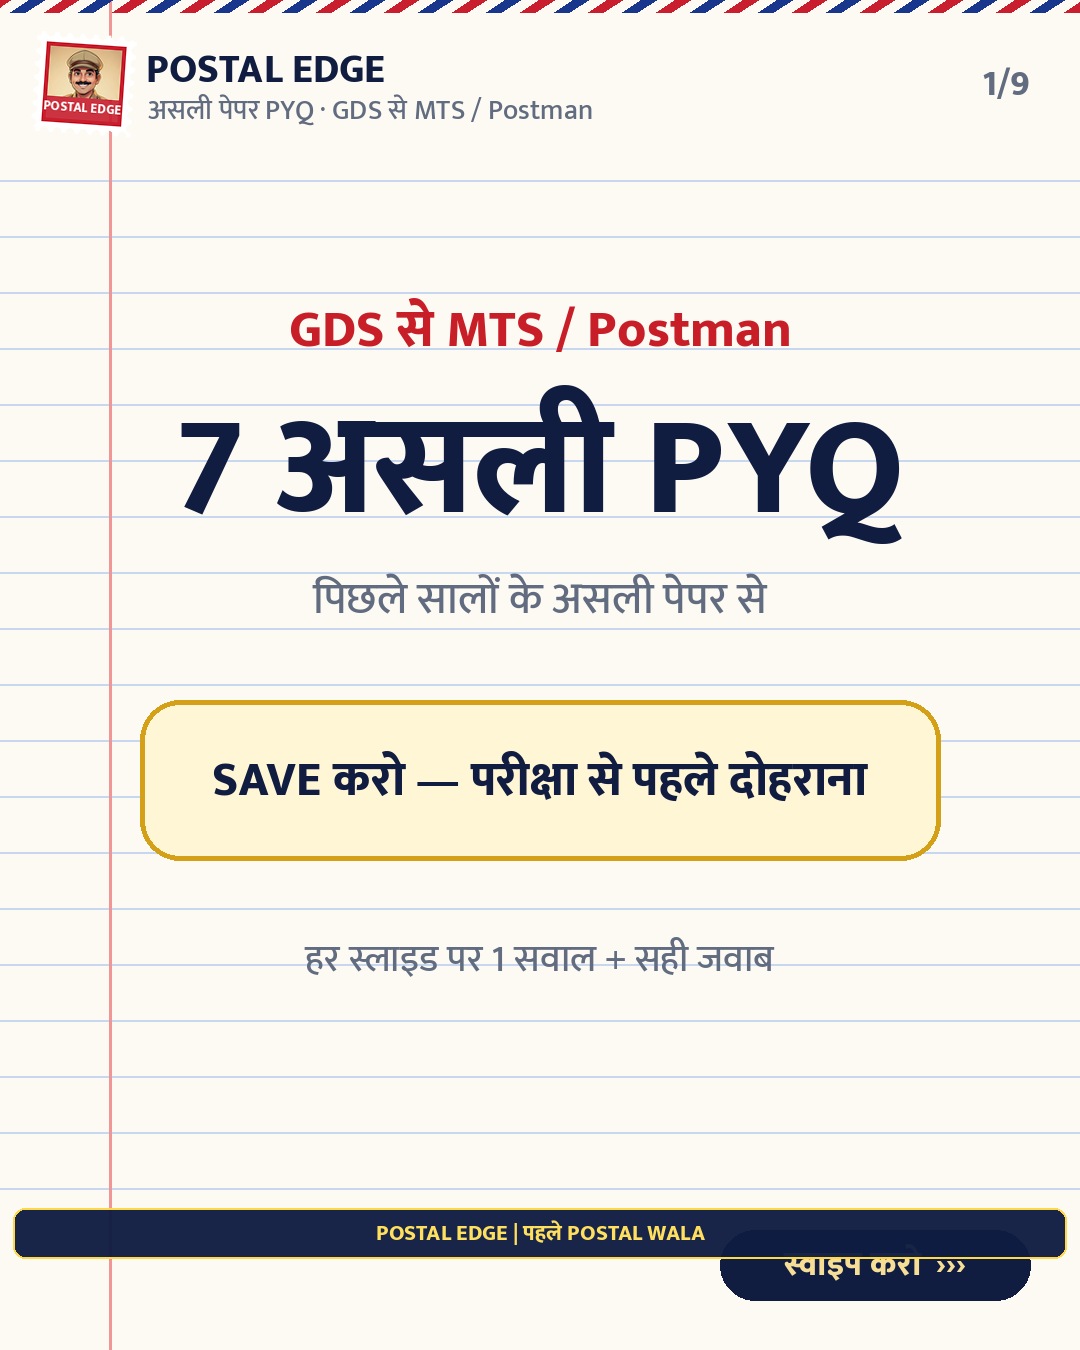 POSTAL EDGE
POSTAL EDGE
असली पेपर PYQ · GDS से MTS / Postman
1/9
GDS से MTS / Postman
7 असली PYQ
पिछले सालों के असली पेपर से
SAVE करो — परीक्षा से पहले दोहराना
हर स्लाइड पर 1 सवाल + सही जवाब
POSTAL EDGE | पहले POSTAL WALA
स्वाइप करो ›››